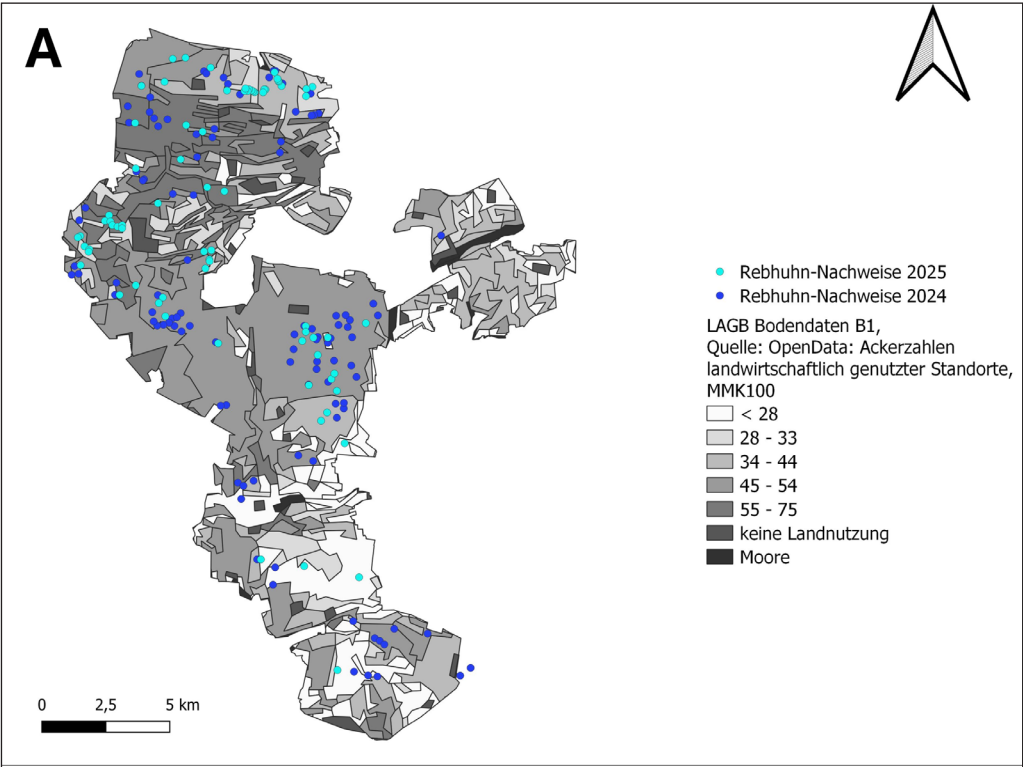 A
Rebhuhn-Nachweise 2025
Rebhuhn-Nachweise 2024
LAGB Bodendaten B1,
Quelle: OpenData: Ackerzahlen
landwirtschaftlich genutzter Standorte,
MMK100
< 28
28 - 33
34 - 44
45 - 54
55 - 75
keine Landnutzung
Moore
0 2,5 5 km